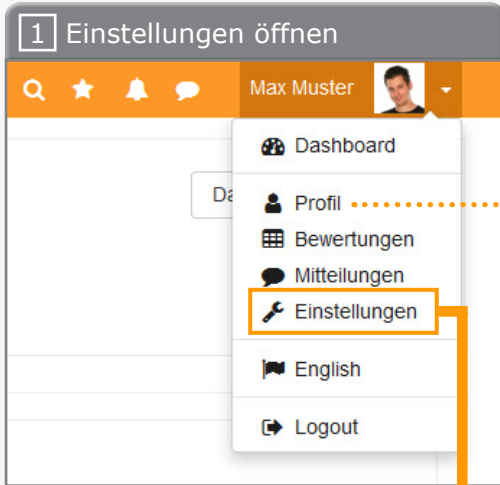 1 Einstellungen öffnen
Max Muster
Dashboard
Da
Profil
Bewertungen
Mitteilungen
Einstellungen
English
Logout